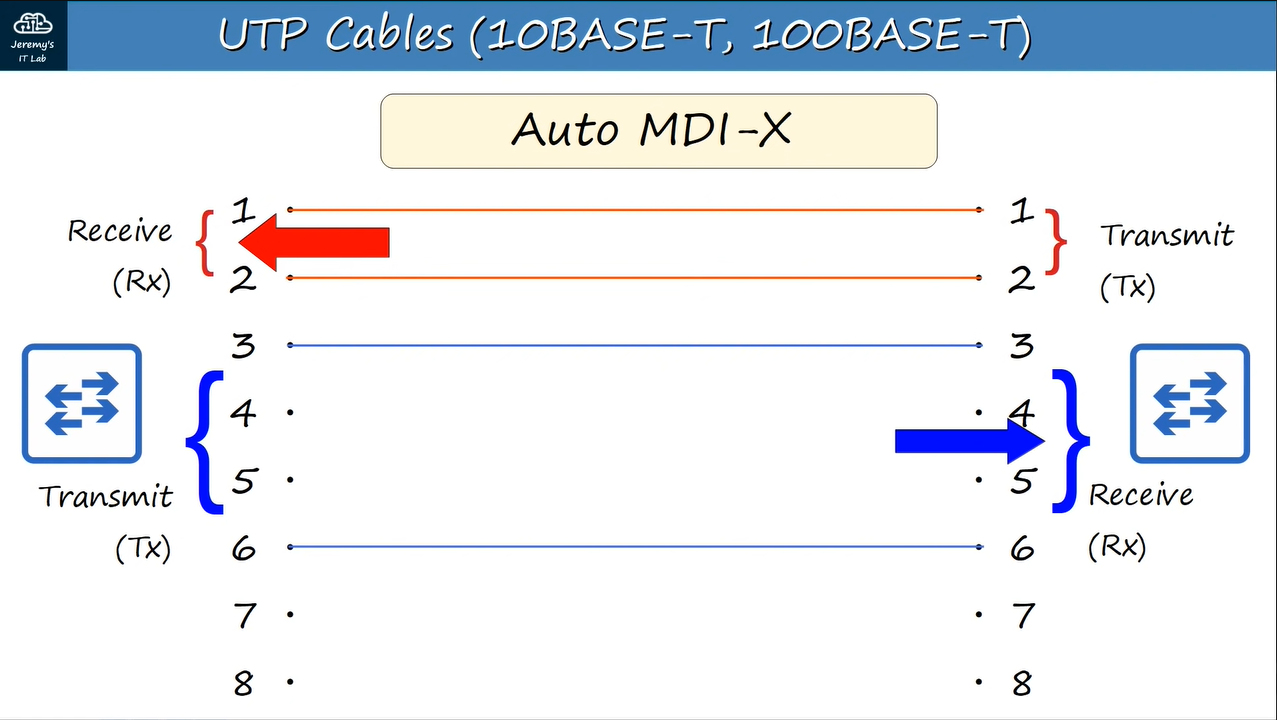 Jeremy's
IT Lab
UTP Cables (10BASE-T, 100BASE-T)
Auto MDI-X
Receive
(Rx)
1
2
3
4
5
6
7
8
Transmit
(Tx)
1
2
3
4
5
6
7
8
Transmit
(Tx)
Receive
(Rx)